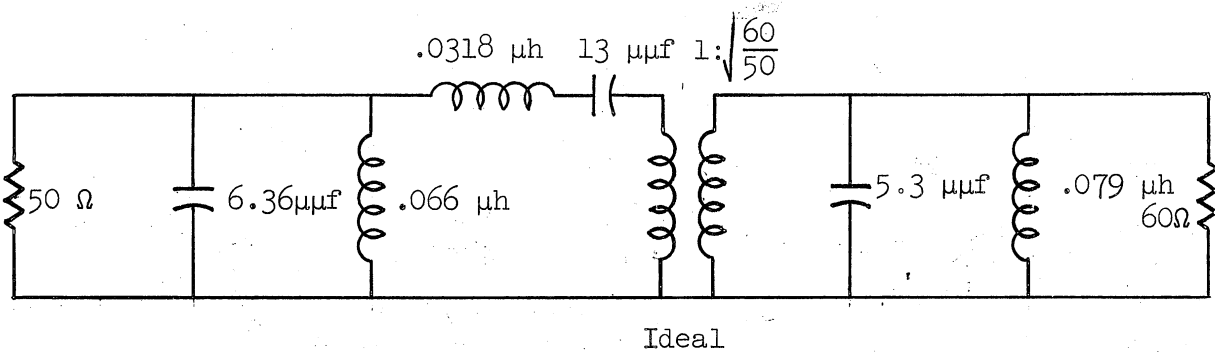 .0318 µh 13 µµf 1:√60/50
50 Ω
6.36µµf
.066 µh
5.3 µµf
.079 µh
60Ω
Ideal